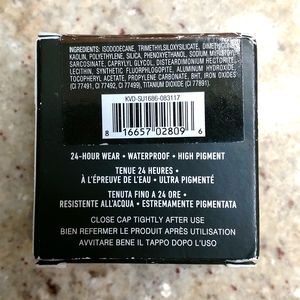 INGREDIENTS: ISODODECANE, TRIMETHYLSILOXYSILICATE, DIMETHICONE,
KAOLIN, POLYETHYLENE, SILICA, PHENOXYETHANOL, SODIUM MYRISTOYL
SARCOSINATE, CAPRYLYL GLYCOL, DISTEARDIMONIUM HECTORITE,
LECITHIN, SYNTHETIC FLUORPHLOGOPITE, ALUMINUM HYDROXIDE,
TOCOPHERYL ACETATE, PROPYLENE CARBONATE, BHT, IRON OXIDES
(CI 77491, CI 77492, CI 77499), TITANIUM DIOXIDE (CI 77891).
KVD-SU1686-083117
8 16657 02809 6
24-HOUR WEAR • WATERPROOF • HIGH PIGMENT
TENUE 24 HEURES •
À L'ÉPREUVE DE L'EAU • ULTRA PIGMENTÉ
TENUTA FINO A 24 ORE •
RESISTENTE ALL'ACQUA • ESTREMAMENTE PIGMENTATA
CLOSE CAP TIGHTLY AFTER USE
BIEN REFERMER LE PRODUIT APRÈS UTILISATION
AVVITARE BENE IL TAPPO DOPO L'USO